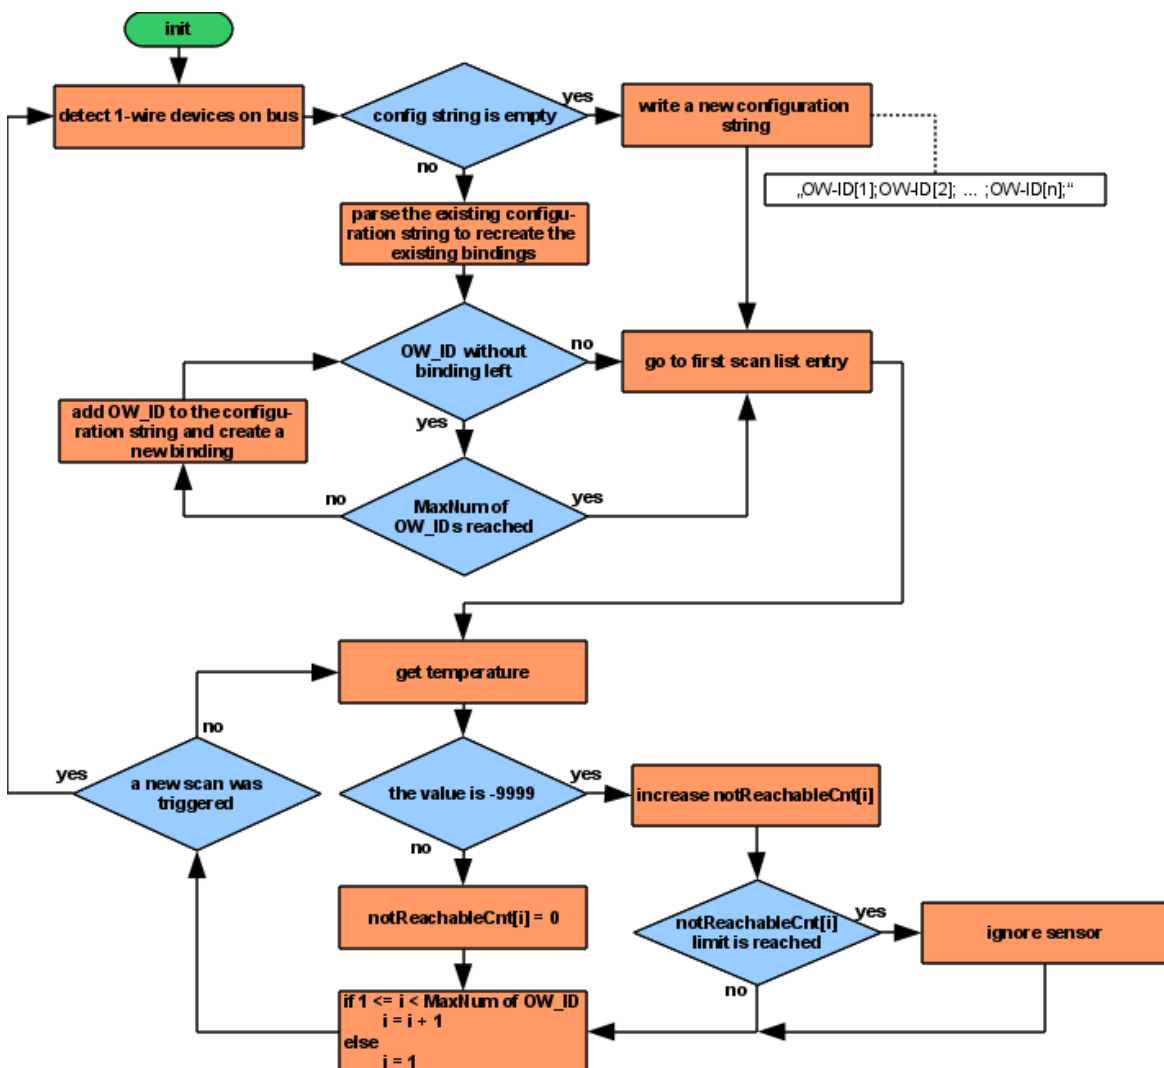 init
detect 1-wire devices on bus
config string is empty
yes
write a new configuration
string
no
„OW-ID[1];OW-ID[2]; ... ;OW-ID[n];“
parse the existing configu-
ration string to recreate the
existing bindings
OW_ID without
binding left
no
go to first scan list entry
add OW_ID to the configu-
ration string and create a
new binding
yes
no
MaxNum of
OW_IDs reached
yes
get temperature
no
yes
a new scan was
triggered
the value is -9999
yes
increase notReachableCnt[i]
no
notReachableCnt[i] = 0
notReachableCnt[i]
limit is reached
yes
ignore sensor
no
if 1 <= i < MaxNum of OW_ID
i = i + 1
else
i = 1